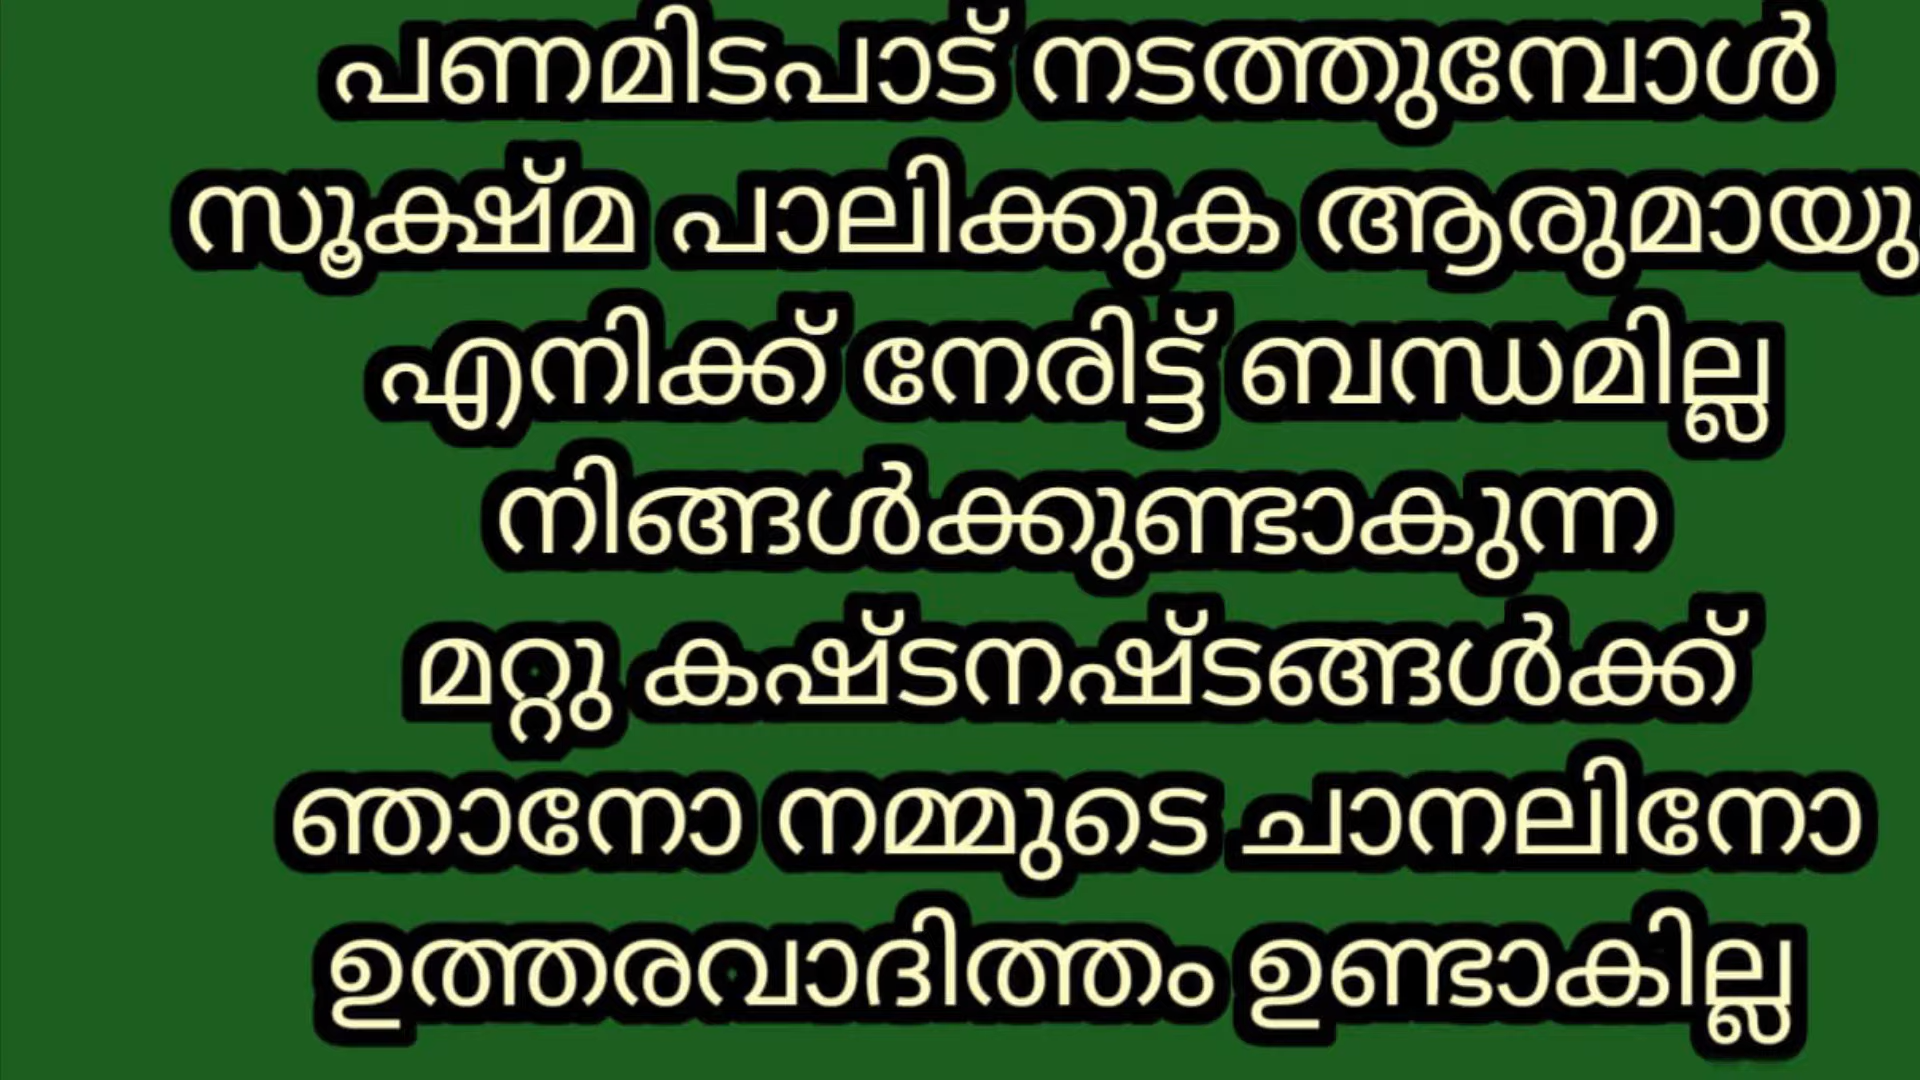 പണമിടപാട് നടത്തുമ്പോൾ
സൂക്ഷ്മ പാലിക്കുക ആരുമായു
എനിക്ക് നേരിട്ട് ബന്ധമില്ല
നിങ്ങൾക്കുണ്ടാകുന്ന
മറ്റു കഷ്ടനഷ്ടങ്ങൾക്ക്
ഞാനോ നമ്മുടെ ചാനലിനോ
ഉത്തരവാദിത്തം ഉണ്ടാകില്ല